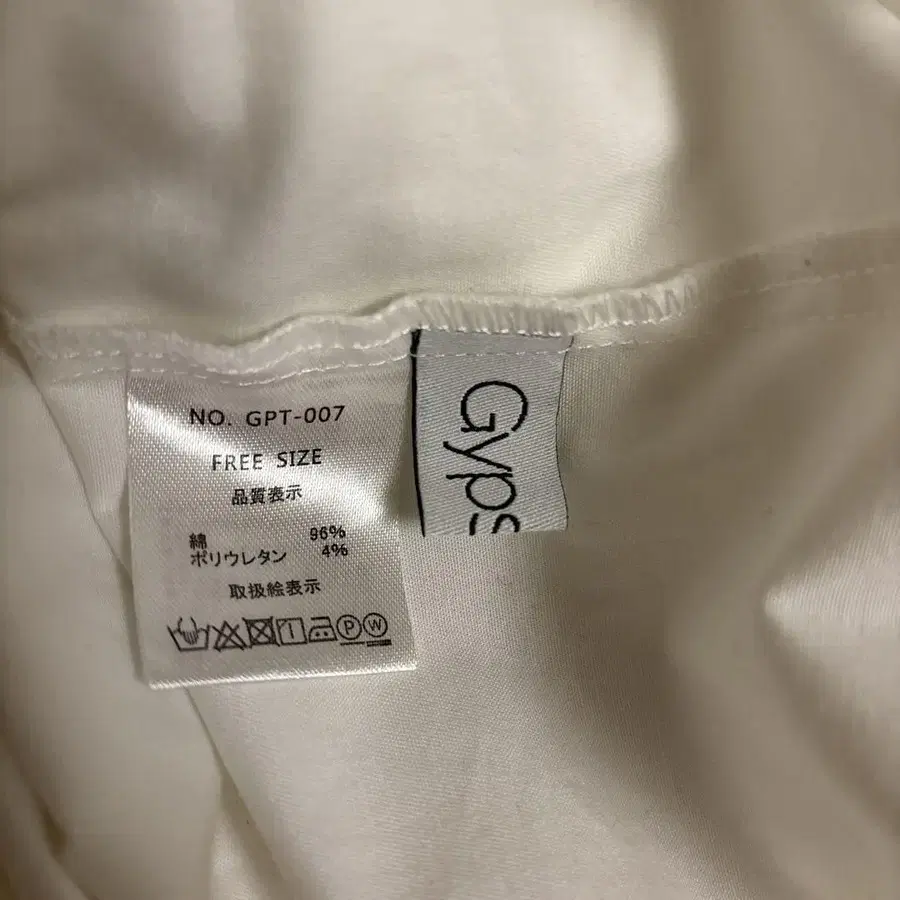 NO. GPT-007
FREE SIZE
品質表示
綿 96%
ポリウレタン 4%
取扱絵表示
P W
Gyps